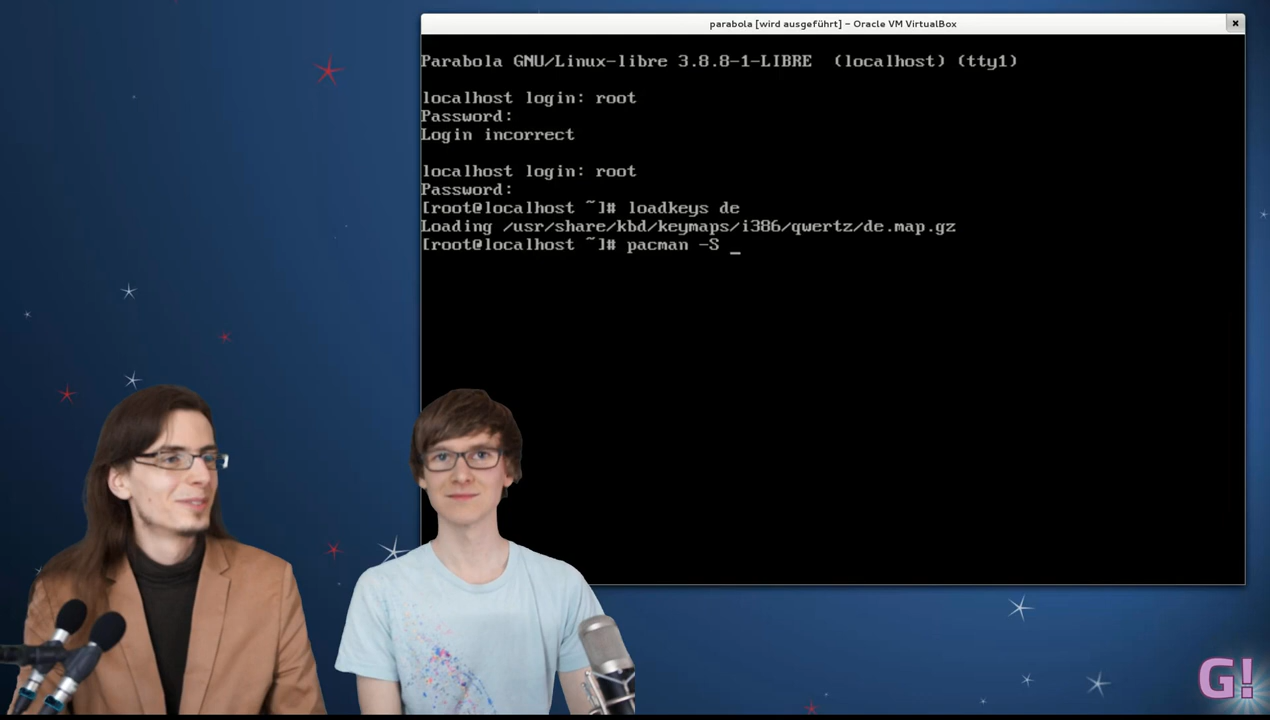 parabola [wird ausgeführt] – Oracle VM VirtualBox
Parabola GNU/Linux-libre 3.8.8-1-LIBRE  (localhost) (tty1)
localhost login: root
Password:
Login incorrect
localhost login: root
Password:
[root@localhost ~]# loadkeys de
Loading /usr/share/kbd/keymaps/i386/qwertz/de.map.gz
[root@localhost ~]# pacman -S _
G!